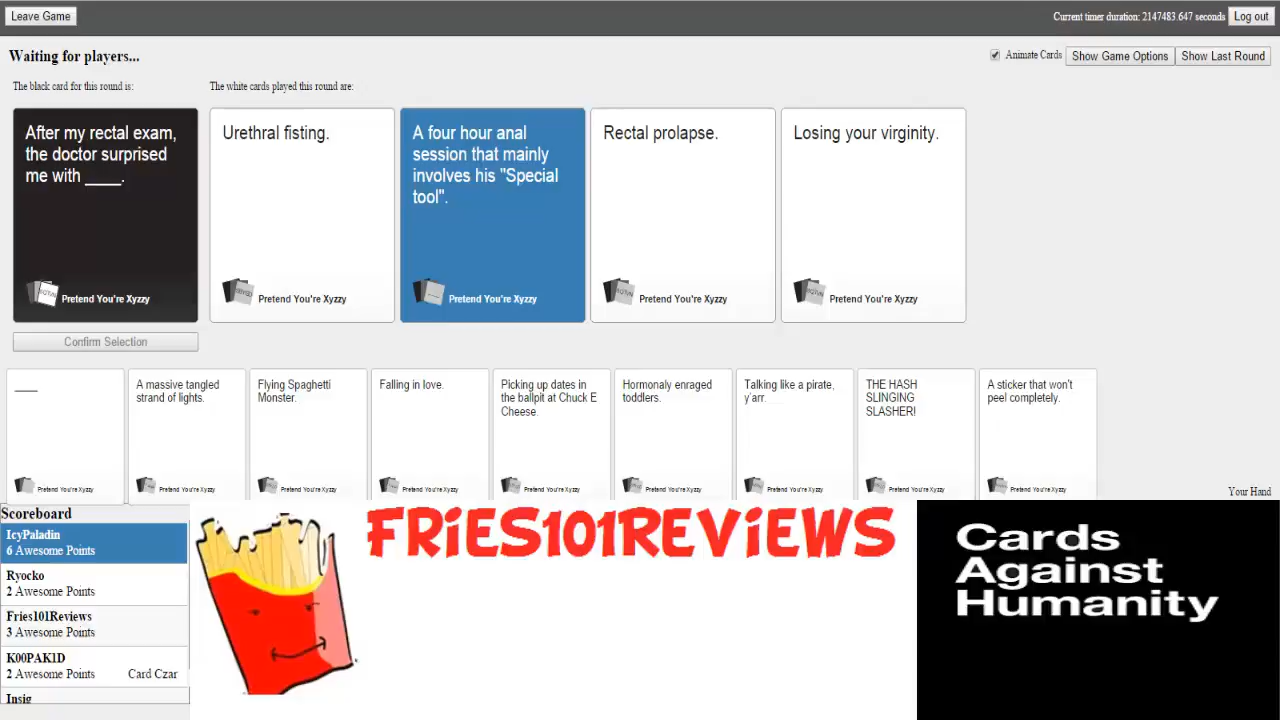 Leave Game
Current timer duration: 2147483.647 seconds
Log out
Waiting for players...
Animate Cards
Show Game Options
Show Last Round
The black card for this round is:
The white cards played this round are:
After my rectal exam,
the doctor surprised
me with ____.
Pretend You're Xyzzy
Urethral fisting.
Pretend You're Xyzzy
A four hour anal
session that mainly
involves his "Special
tool".
Pretend You're Xyzzy
Rectal prolapse.
Pretend You're Xyzzy
Losing your virginity.
Pretend You're Xyzzy
Confirm Selection
____
Pretend You're Xyzzy
A massive tangled
strand of lights.
Pretend You're Xyzzy
Flying Spaghetti
Monster.
Pretend You're Xyzzy
Falling in love.
Pretend You're Xyzzy
Picking up dates in
the ballpit at Chuck E
Cheese.
Pretend You're Xyzzy
Hormonaly enraged
toddlers.
Pretend You're Xyzzy
Talking like a pirate,
y'arr.
Pretend You're Xyzzy
THE HASH
SLINGING
SLASHER!
Pretend You're Xyzzy
A sticker that won't
peel completely.
Pretend You're Xyzzy
Your Hand
Scoreboard
IcyPaladin
6 Awesome Points
Ryocko
2 Awesome Points
Fries101Reviews
3 Awesome Points
K00PAK1D
2 Awesome Points Card Czar
Insig
FRiES101REViEWS
Cards
Against
Humanity